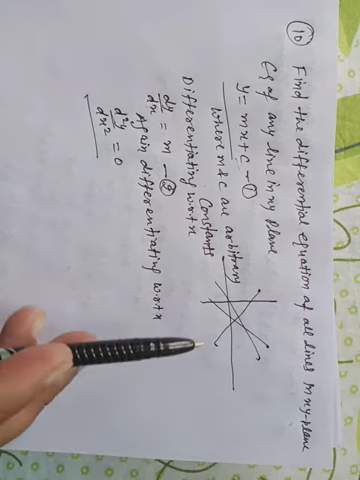 (10) Find the differential equation of all lines in xy-plane
Eq of any line in xy plane
y = mx + c - (1)
where m & c are arbitrary
constants
Differentiating w.r.t x
dy/dx = m - (2)
Again differentiating w.r.t x
d²y/dx² = 0